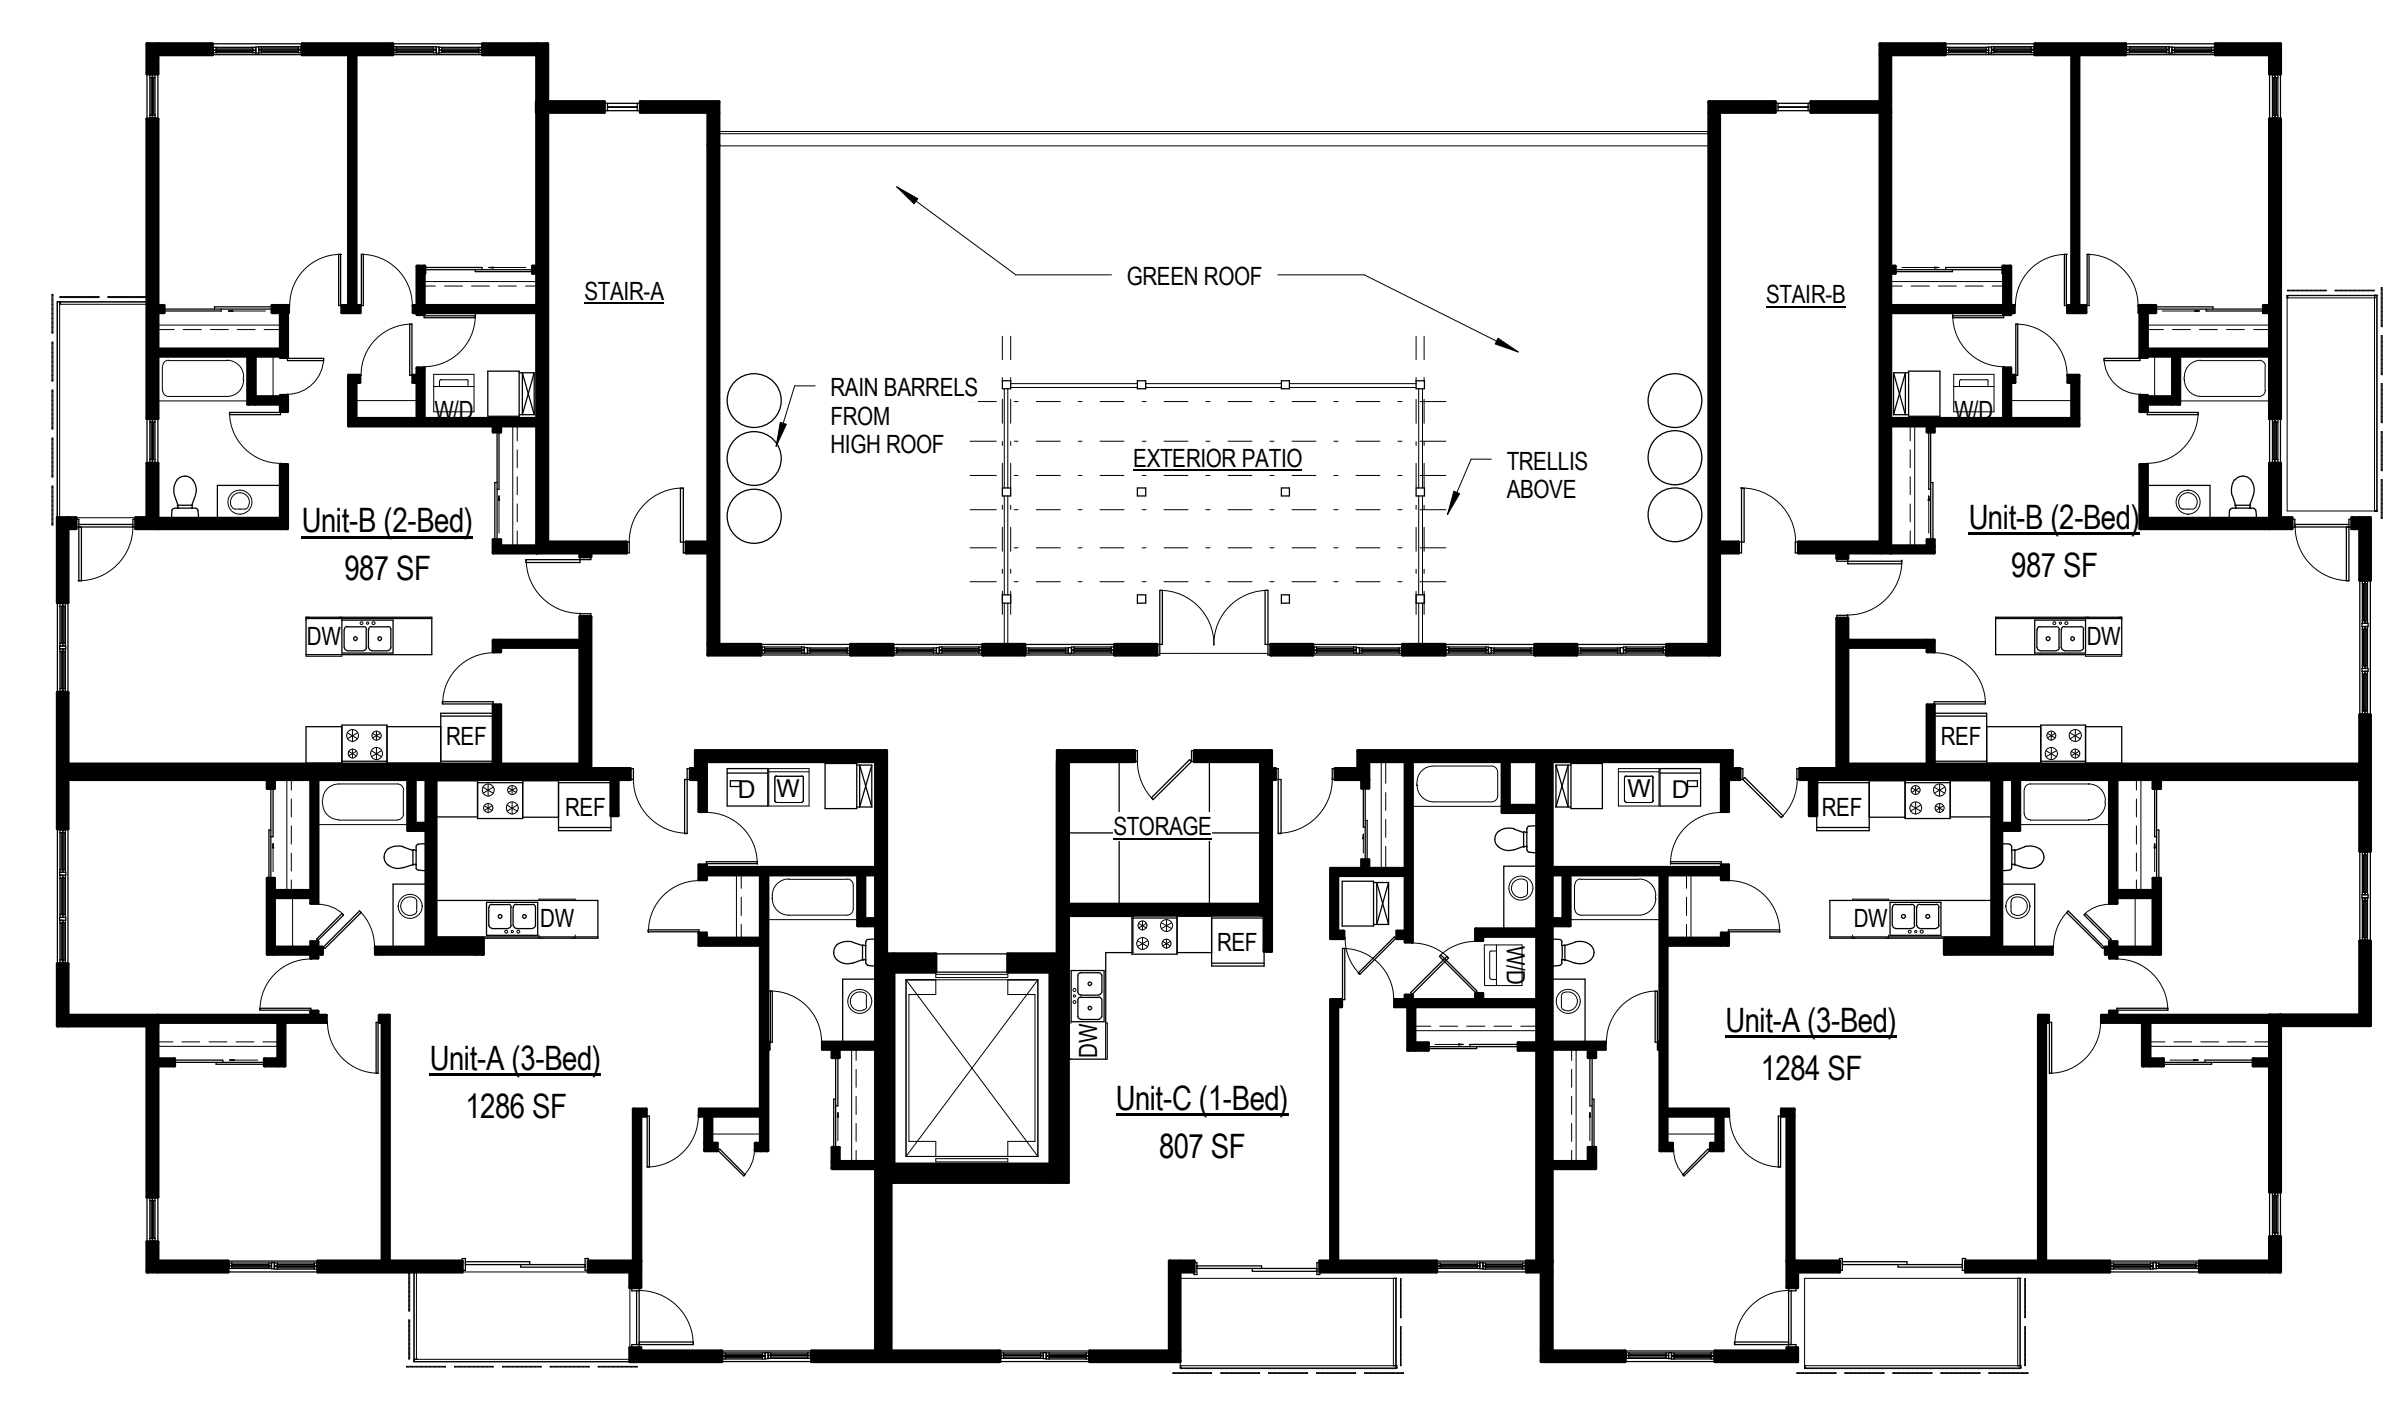 STAIR-A
GREEN ROOF
STAIR-B
RAIN BARRELS
FROM
HIGH ROOF
EXTERIOR PATIO
TRELLIS
ABOVE
W/D
W/D
Unit-B (2-Bed)
987 SF
Unit-B (2-Bed)
987 SF
DW
DW
REF
REF
REF
D
W
STORAGE
W
D
REF
DW
DW
REF
W/D
DW
Unit-A (3-Bed)
1286 SF
Unit-C (1-Bed)
807 SF
Unit-A (3-Bed)
1284 SF